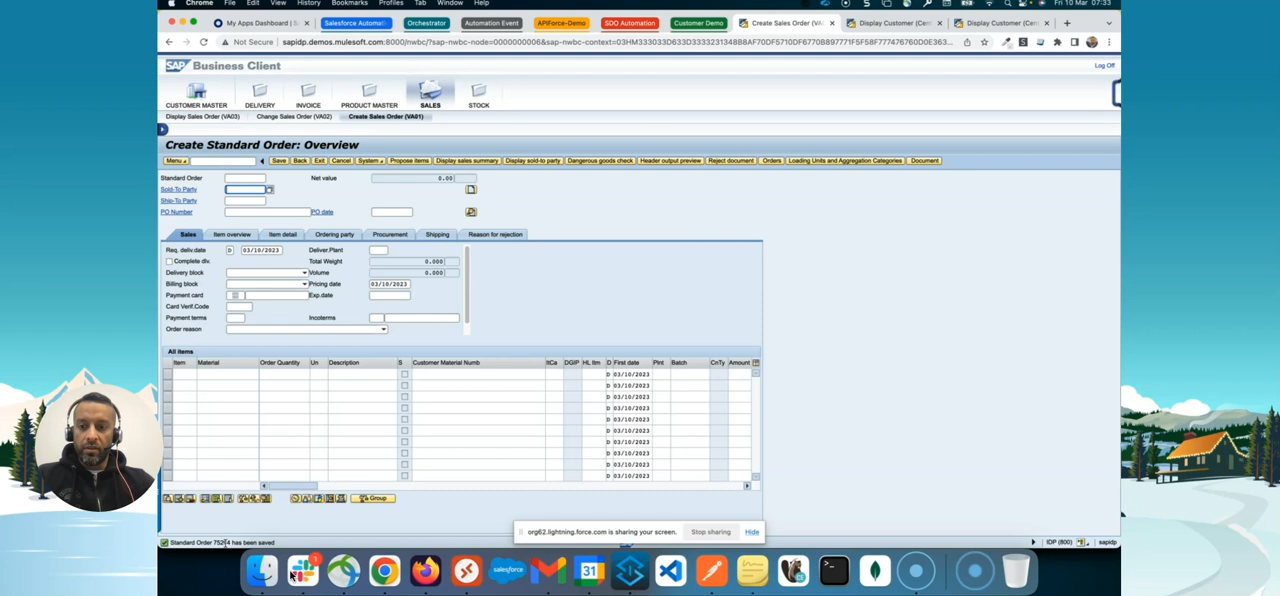 Chrome File Edit View History Bookmarks Profiles Tab Window Help Fri 10 Mar 07:33
My Apps Dashboard | Salesforce Automati Orchestrator Automation Event APIForce-Demo SDO Automation Customer Demo Create Sales Order (VA0 Display Customer (Cen Display Customer (Cen
Not Secure sapidp.demos.mulesoft.com:8000/nwbc/
SAP Business Client Log Off
CUSTOMER MASTER DELIVERY INVOICE PRODUCT MASTER SALES STOCK
Display Sales Order (VA03) Change Sales Order (VA02) Create Sales Order (VA01)
Create Standard Order: Overview
Menu Save Back Exit Cancel System Propose items Display sales summary Display sold-to party Dangerous goods check Header output preview Reject document Orders Loading Units and Aggregation Categories Document
Standard Order Net value 0.00
Sold-To Party
Ship-To Party
PO Number PO date
Sales Item overview Item detail Ordering party Procurement Shipping Reason for rejection
Req. deliv.date D 03/10/2023 Deliver.Plant
Complete dlv. Total Weight 0.000
Delivery block Volume 0.000
Billing block Pricing date 03/10/2023
Payment card Exp.date
Card Verif.Code
Payment terms Incoterms
Order reason
All items
Item Material Order Quantity Un Description S Customer Material Numb ItCa DGIP HL Itm D First date Plnt Batch CnTy Amount
D 03/10/2023
D 03/10/2023
D 03/10/2023
D 03/10/2023
D 03/10/2023
D 03/10/2023
D 03/10/2023
D 03/10/2023
D 03/10/2023
D 03/10/2023
Group
org62.lightning.force.com is sharing your screen. Stop sharing Hide
Standard Order has been saved IDP (800) sapidp
1
salesforce
31